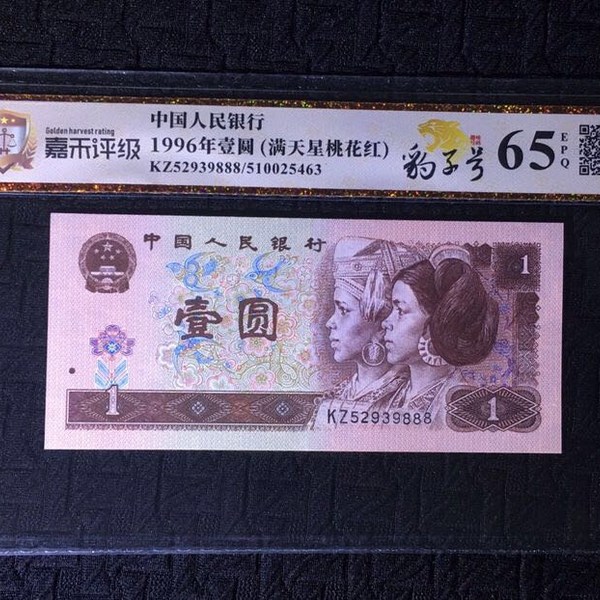 Golden harvest rating
嘉禾评级
中国人民银行
1996年壹圆 (满天星桃花红)
KZ52939888/510025463
豹子号
65
EPQ
中国人民银行
1
壹圆
1
KZ52939888
1